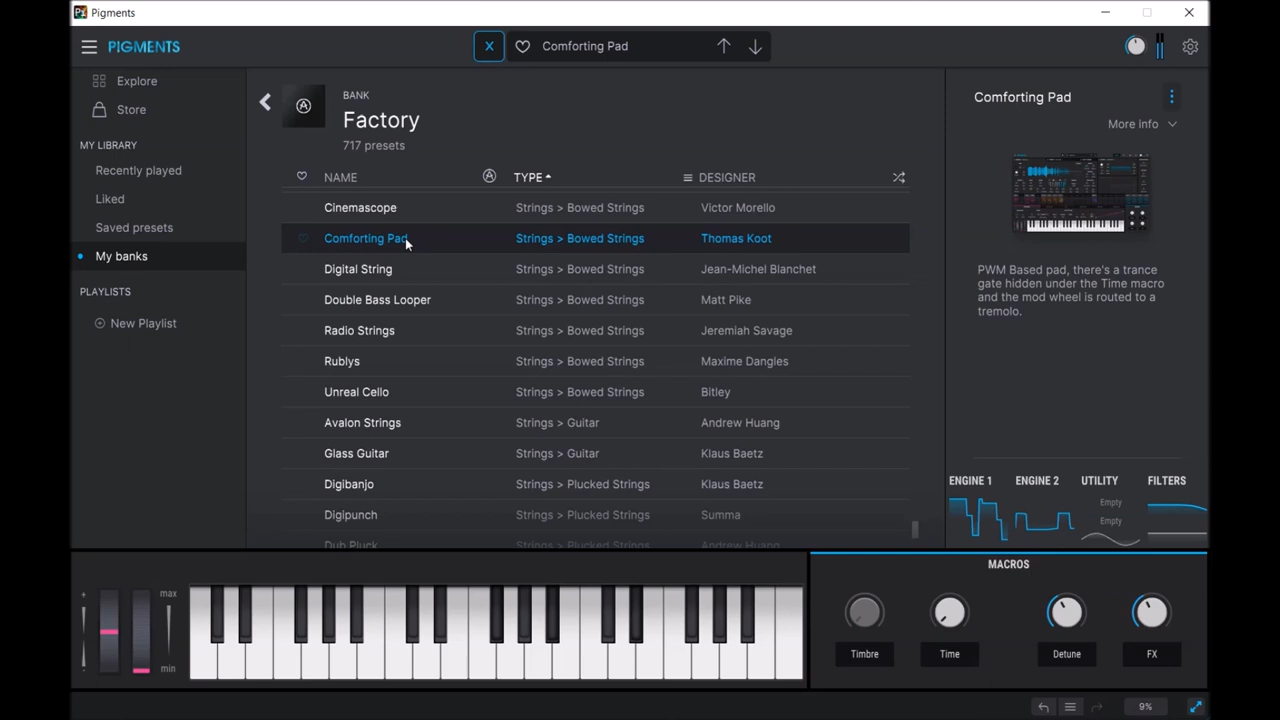 Pigments
PIGMENTS
X
Comforting Pad
Explore
Store
MY LIBRARY
Recently played
Liked
Saved presets
My banks
PLAYLISTS
New Playlist
BANK
Factory
717 presets
NAME TYPE DESIGNER
Cinemascope Strings > Bowed Strings Victor Morello
Comforting Pad Strings > Bowed Strings Thomas Koot
Digital String Strings > Bowed Strings Jean-Michel Blanchet
Double Bass Looper Strings > Bowed Strings Matt Pike
Radio Strings Strings > Bowed Strings Jeremiah Savage
Rublys Strings > Bowed Strings Maxime Dangles
Unreal Cello Strings > Bowed Strings Bitley
Avalon Strings Strings > Guitar Andrew Huang
Glass Guitar Strings > Guitar Klaus Baetz
Digibanjo Strings > Plucked Strings Klaus Baetz
Digipunch Strings > Plucked Strings Summa
Dub Pluck Strings > Plucked Strings Andrew Huang
Comforting Pad
More info
PWM Based pad, there's a trance
gate hidden under the Time macro
and the mod wheel is routed to a
tremolo.
ENGINE 1 ENGINE 2 UTILITY FILTERS
Empty
Empty
+ max
- min
MACROS
Timbre Time Detune FX
9%